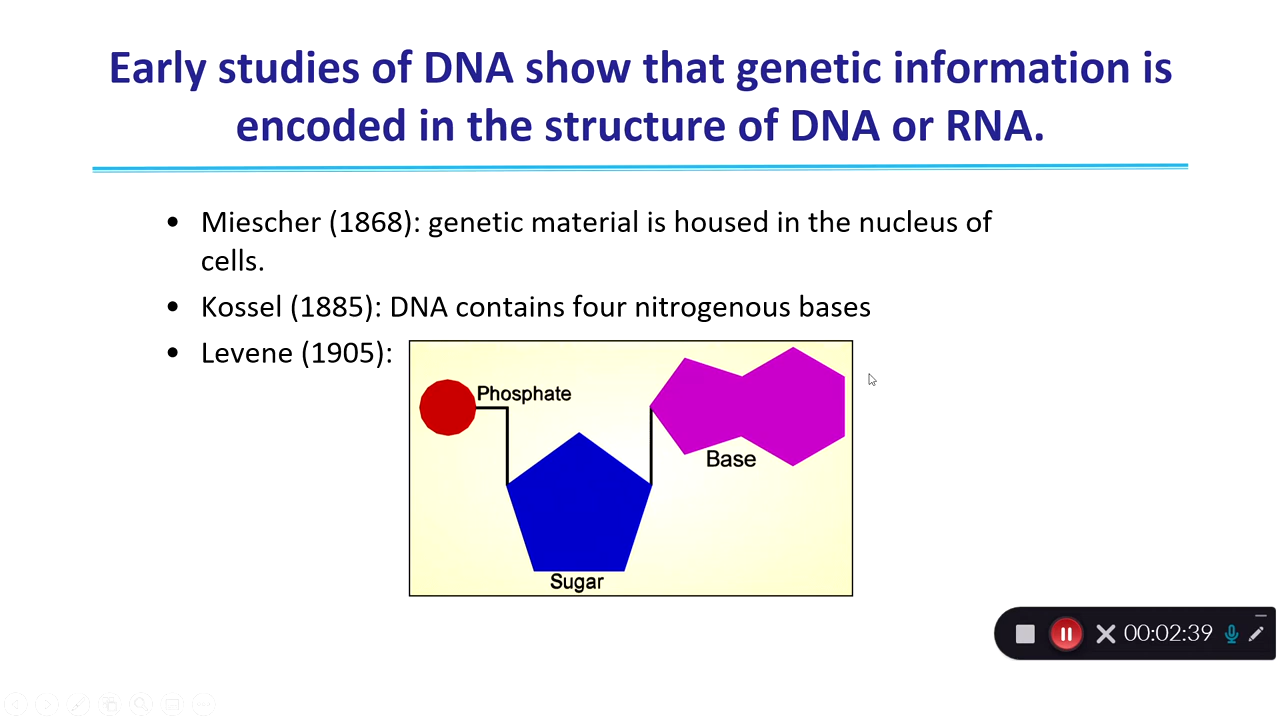 Early studies of DNA show that genetic information is
encoded in the structure of DNA or RNA.
• Miescher (1868): genetic material is housed in the nucleus of
cells.
• Kossel (1885): DNA contains four nitrogenous bases
• Levene (1905):
Phosphate
Base
Sugar
00:02:39